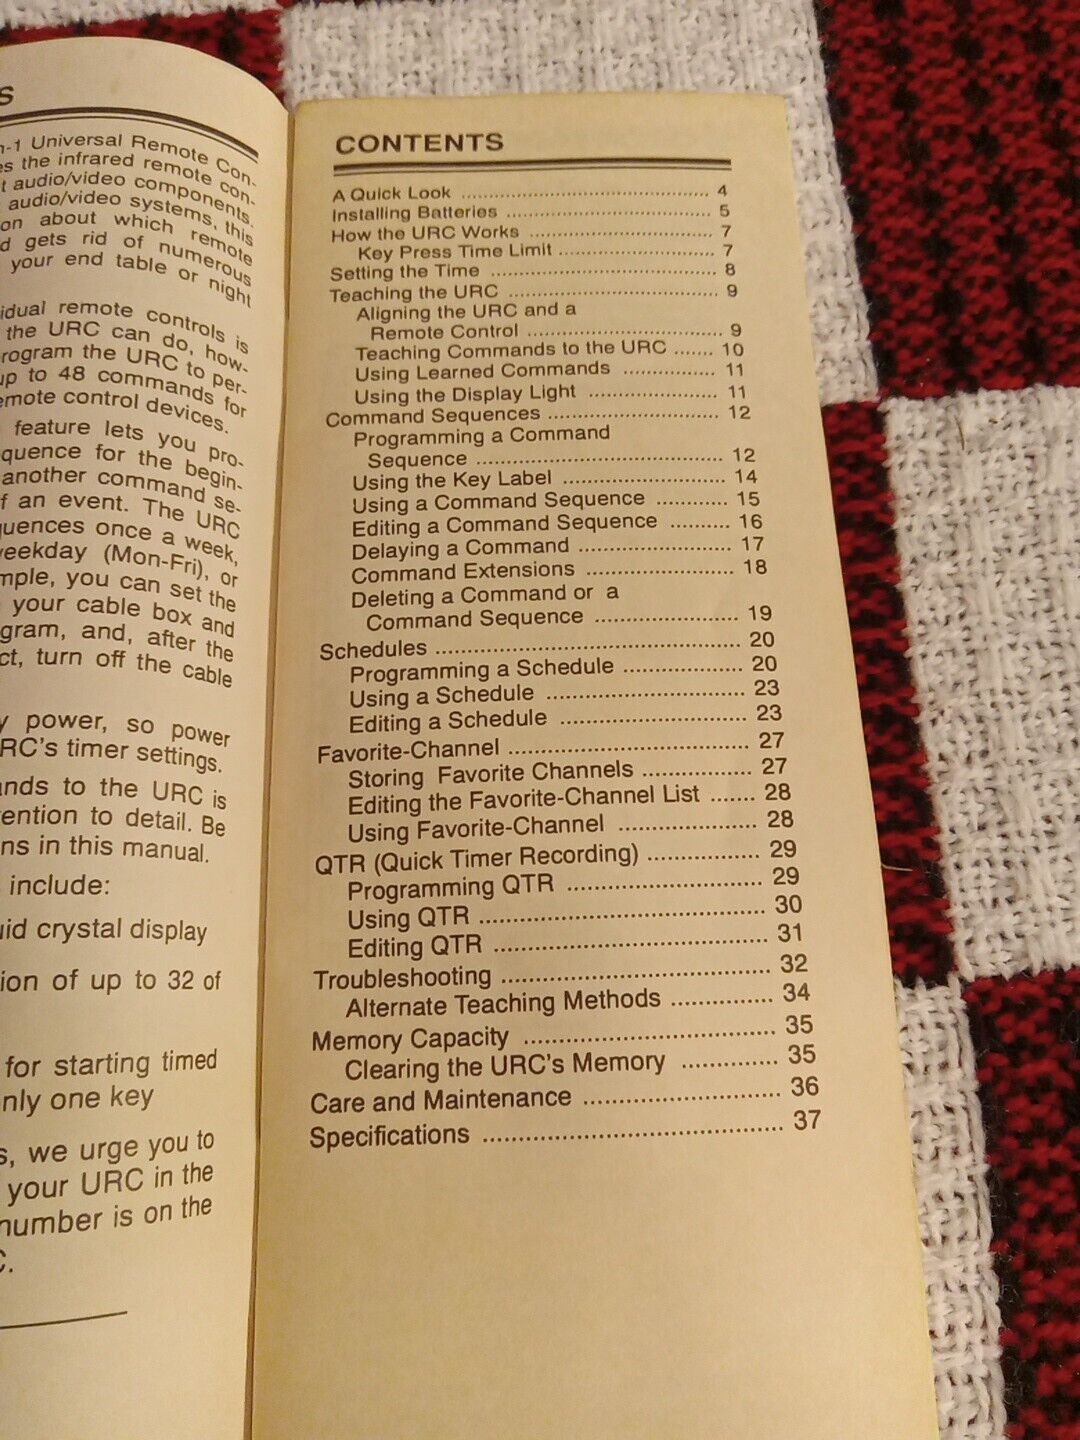 S
n-1 Universal Remote Con-
es the infrared remote con-
t audio/video components.
audio/video systems, this
on about which remote
d gets rid of numerous
your end table or night
idual remote controls is
the URC can do, how-
rogram the URC to per-
up to 48 commands for
emote control devices.
feature lets you pro-
quence for the begin-
another command se-
f an event. The URC
uences once a week,
weekday (Mon-Fri), or
mple, you can set the
your cable box and
gram, and, after the
ct, turn off the cable
y power, so power
RC's timer settings.
ands to the URC is
tention to detail. Be
ns in this manual.
include:
uid crystal display
ion of up to 32 of
for starting timed
nly one key
s, we urge you to
your URC in the
number is on the
C.
CONTENTS
A Quick Look ..... 4
Installing Batteries ..... 5
How the URC Works ..... 7
Key Press Time Limit ..... 7
Setting the Time ..... 8
Teaching the URC ..... 9
Aligning the URC and a
Remote Control ..... 9
Teaching Commands to the URC ..... 10
Using Learned Commands ..... 11
Using the Display Light ..... 11
Command Sequences ..... 12
Programming a Command
Sequence ..... 12
Using the Key Label ..... 14
Using a Command Sequence ..... 15
Editing a Command Sequence ..... 16
Delaying a Command ..... 17
Command Extensions ..... 18
Deleting a Command or a
Command Sequence ..... 19
Schedules ..... 20
Programming a Schedule ..... 20
Using a Schedule ..... 23
Editing a Schedule ..... 23
Favorite-Channel ..... 27
Storing Favorite Channels ..... 27
Editing the Favorite-Channel List ..... 28
Using Favorite-Channel ..... 28
QTR (Quick Timer Recording) ..... 29
Programming QTR ..... 29
Using QTR ..... 30
Editing QTR ..... 31
Troubleshooting ..... 32
Alternate Teaching Methods ..... 34
Memory Capacity ..... 35
Clearing the URC's Memory ..... 35
Care and Maintenance ..... 36
Specifications ..... 37